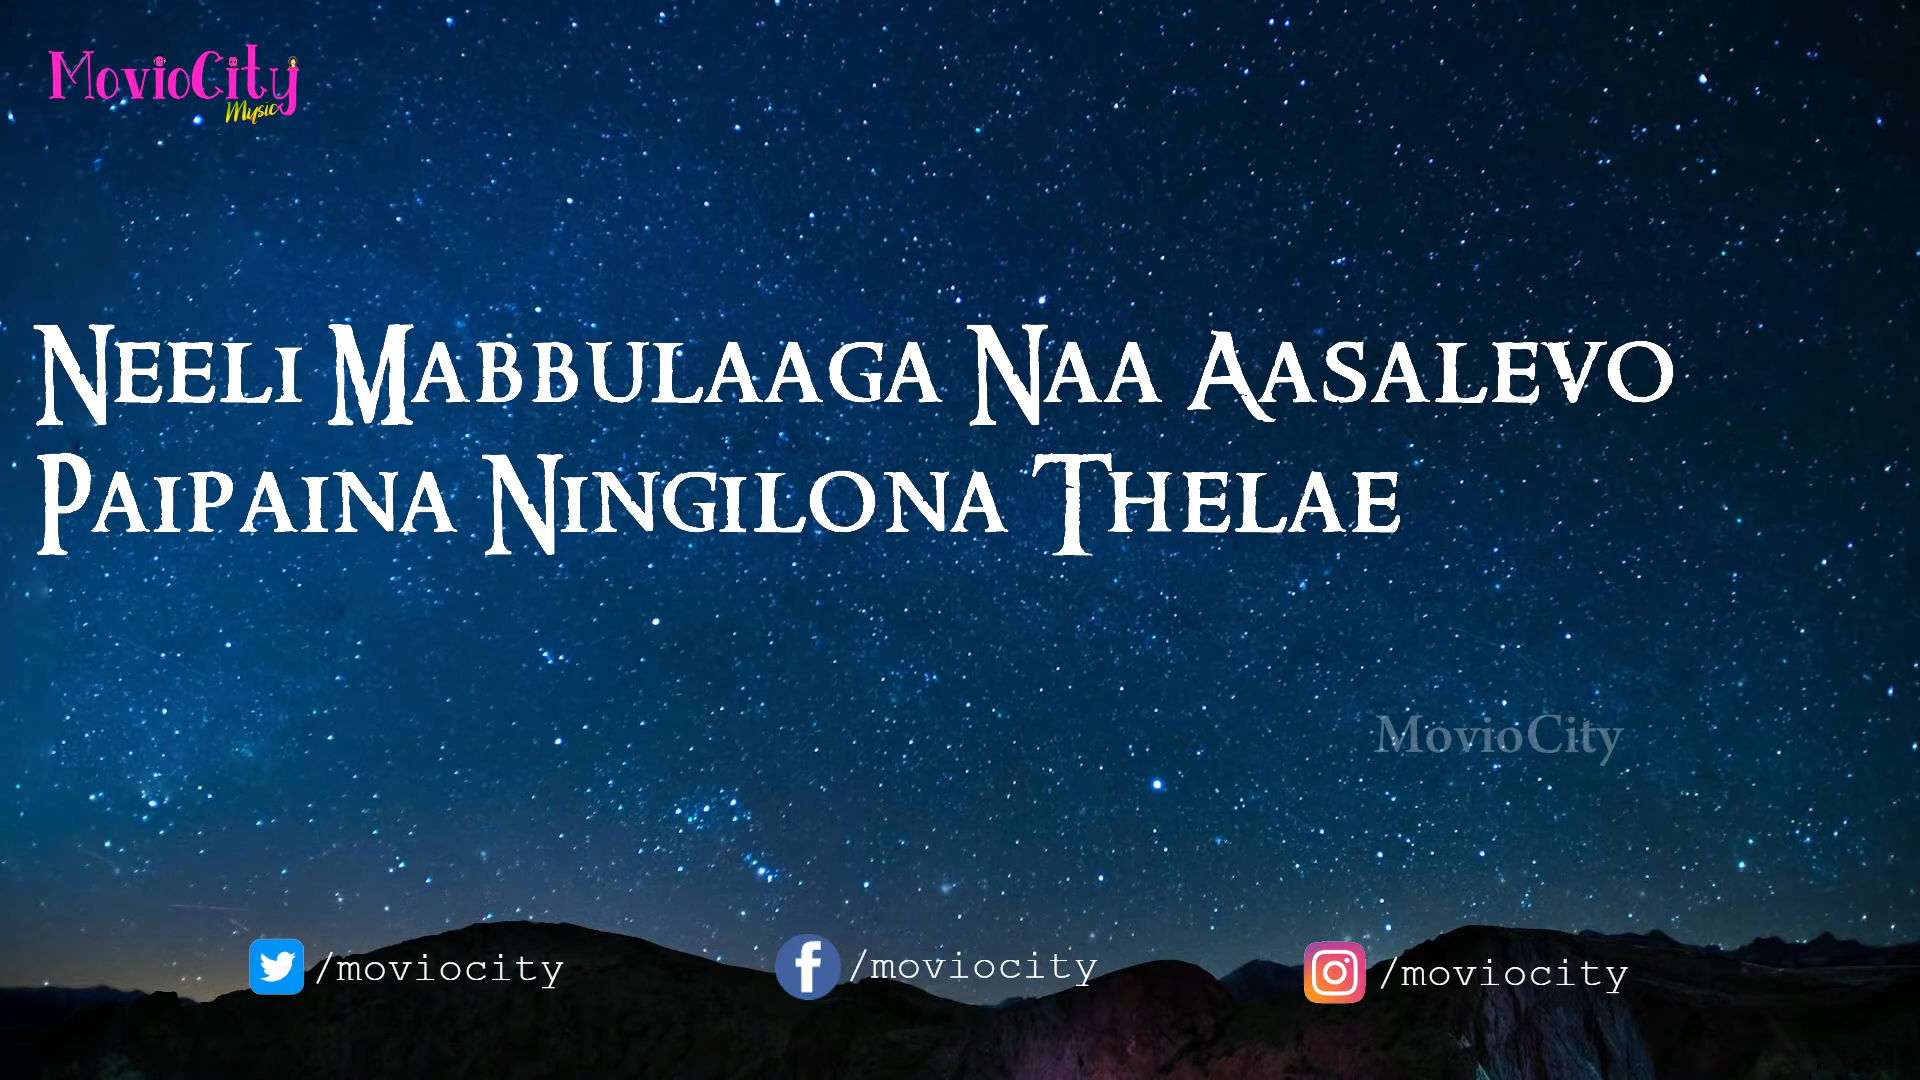 MovioCity
Music
Neeli Mabbulaaga Naa Aasalevo
Paipaina Ningilona Thelae
MovioCity
/moviocity
/moviocity
/moviocity